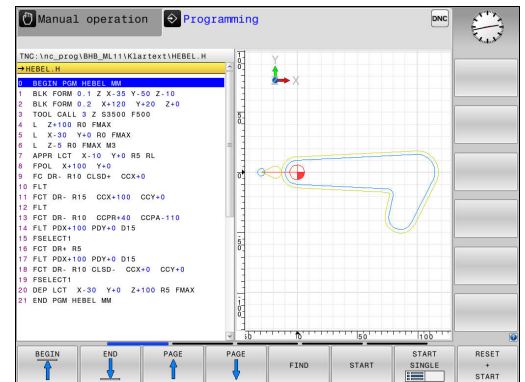 Manual operation
Programming
DNC
TNC:\nc_prog\BHB_ML11\Klartext\HEBEL.H
→HEBEL.H
0 BEGIN PGM HEBEL MM
1 BLK FORM 0.1 Z X-35 Y-50 Z-10
2 BLK FORM 0.2 X+120 Y+20 Z+0
3 TOOL CALL 3 Z S3500 F500
4 L Z+100 R0 FMAX
5 L X-30 Y+0 R0 FMAX
6 L Z-5 R0 FMAX M3
7 APPR LCT X-10 Y+0 R5 RL
8 FPOL X+100 Y+0
9 FC DR- R10 CLSD+ CCX+0
10 FLT
11 FCT DR- R15 CCX+100 CCY+0
12 FLT
13 FCT DR- R10 CCPR+40 CCPA-110
14 FLT PDX+100 PDY+0 D15
15 FSELECT1
16 FCT DR+ R5
17 FLT PDX+100 PDY+0 D15
18 FCT DR- R10 CLSD- CCX+0 CCY+0
19 FSELECT1
20 DEP LCT X-30 Y+0 Z+100 R5 FMAX
21 END PGM HEBEL MM
Y
X
0
50
100
BEGIN
END
PAGE
PAGE
FIND
START
START
SINGLE
RESET
+
START